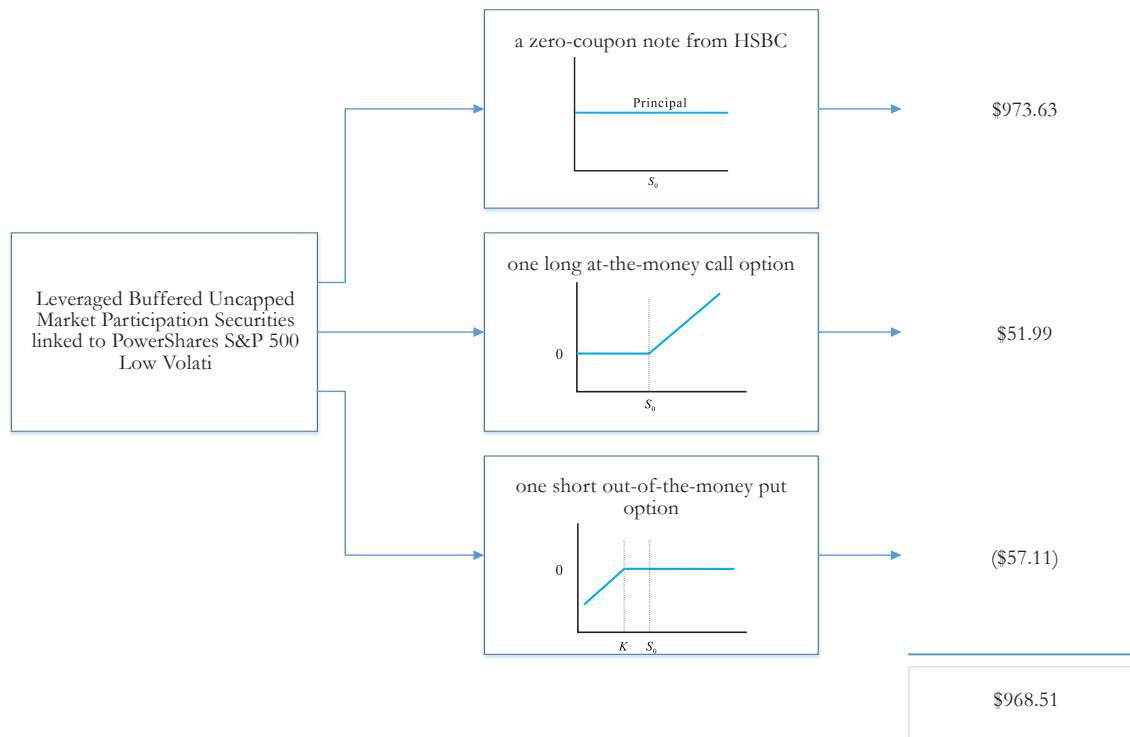 a zero-coupon note from HSBC
Principal
S0
$973.63
Leveraged Buffered Uncapped
Market Participation Securities
linked to PowerShares S&P 500
Low Volati
one long at-the-money call option
0
S0
$51.99
one short out-of-the-money put
option
0
K S0
($57.11)
$968.51